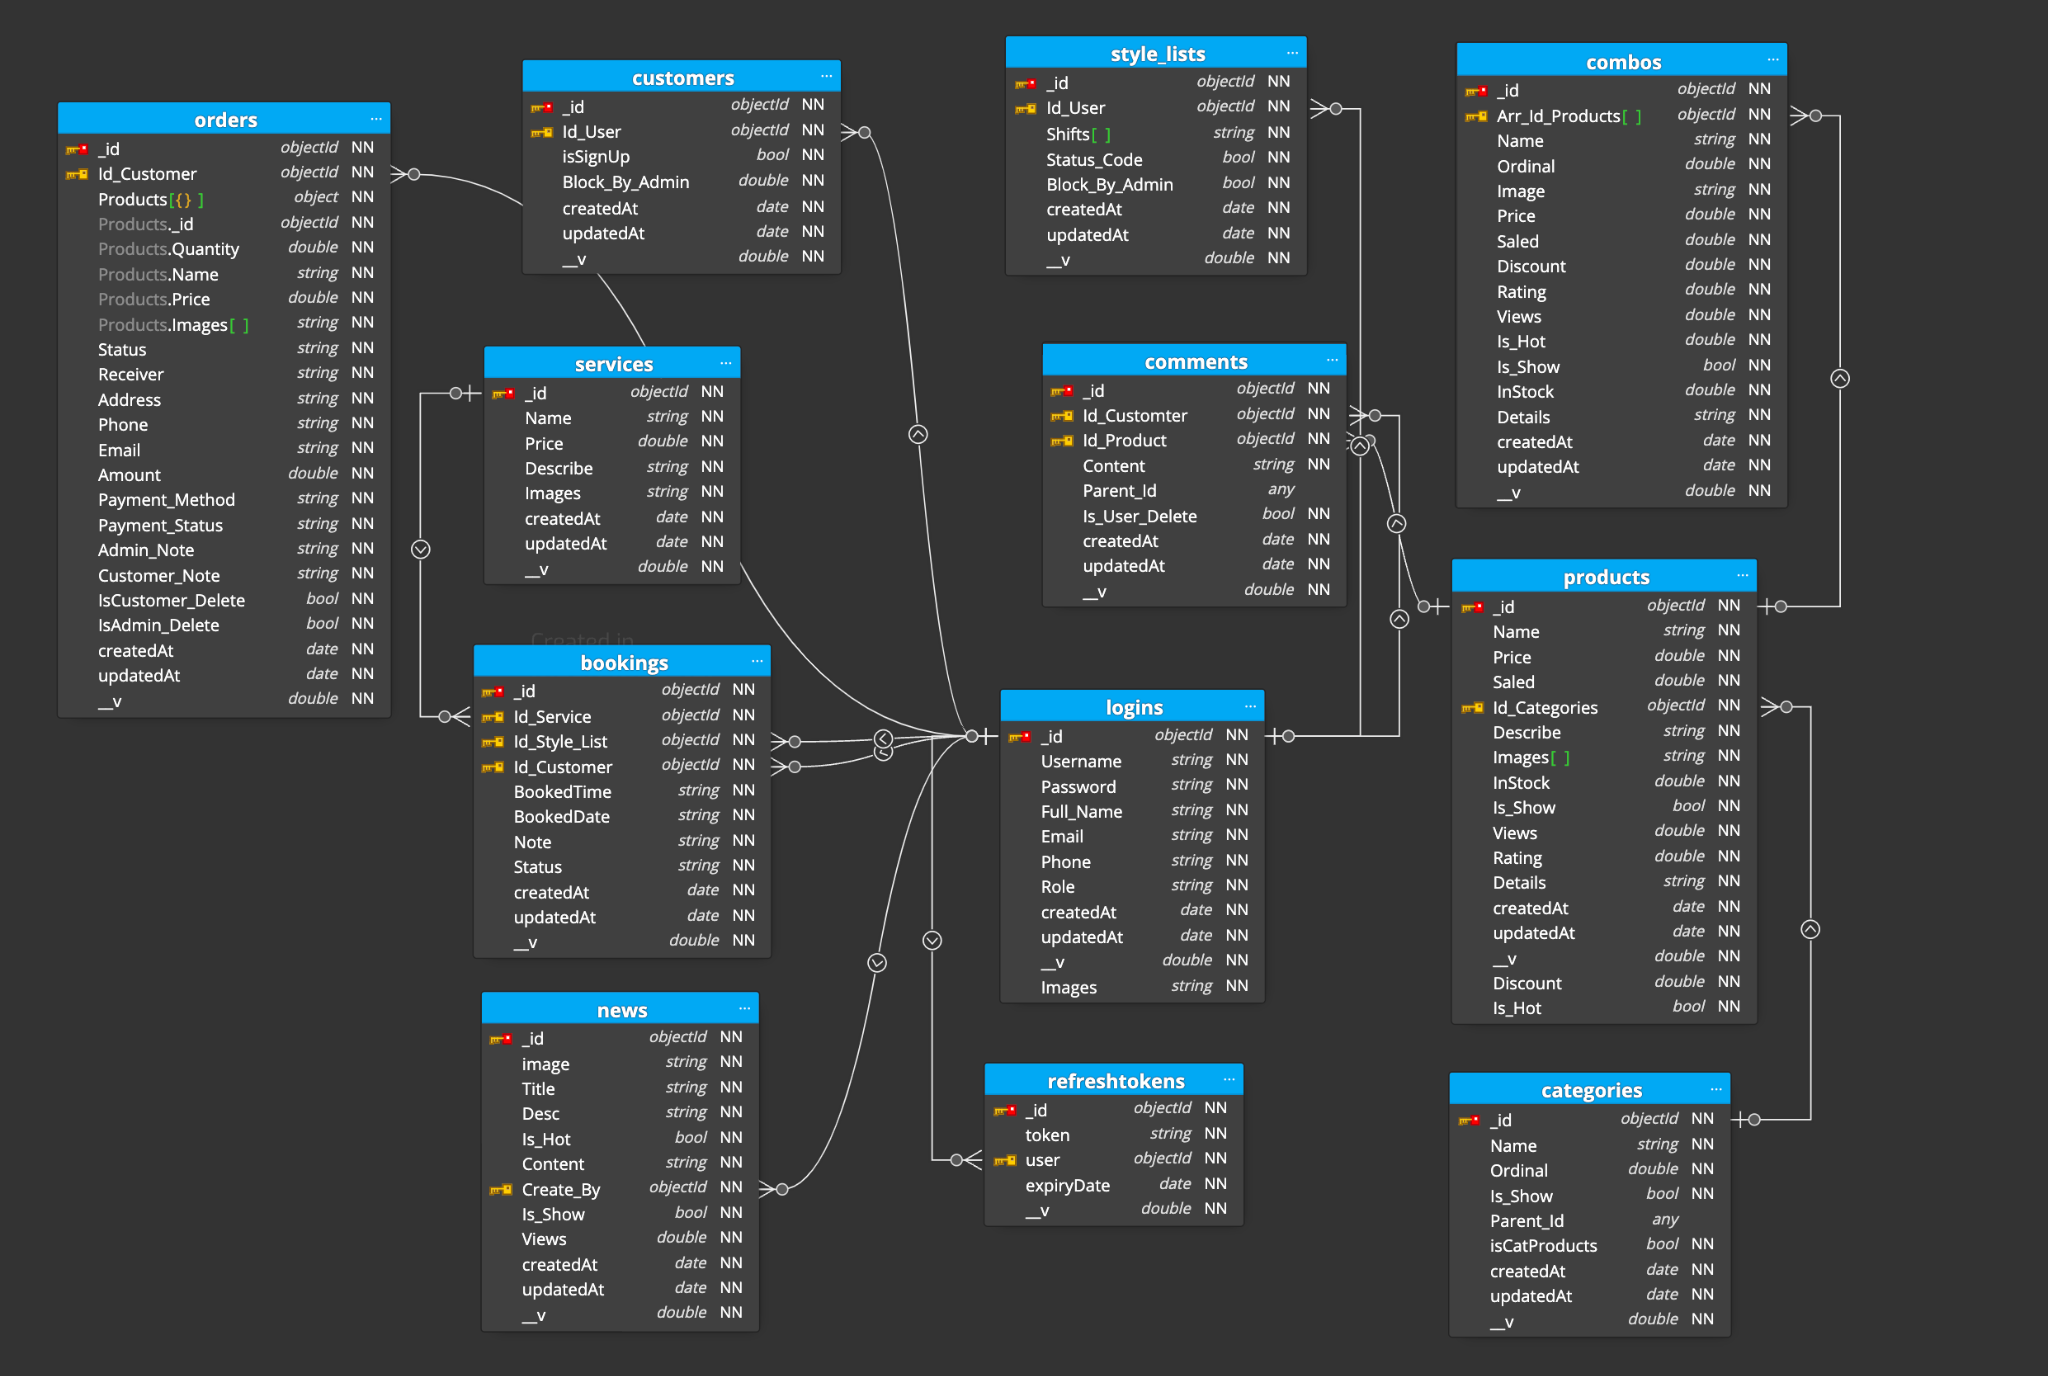 orders ...
_id objectId NN
Id_Customer objectId NN
Products[{} ] object NN
Products._id objectId NN
Products.Quantity double NN
Products.Name string NN
Products.Price double NN
Products.Images[ ] string NN
Status string NN
Receiver string NN
Address string NN
Phone string NN
Email string NN
Amount double NN
Payment_Method string NN
Payment_Status string NN
Admin_Note string NN
Customer_Note string NN
IsCustomer_Delete bool NN
IsAdmin_Delete bool NN
createdAt date NN
updatedAt date NN
__v double NN
customers ...
_id objectId NN
Id_User objectId NN
isSignUp bool NN
Block_By_Admin double NN
createdAt date NN
updatedAt date NN
__v double NN
services ...
_id objectId NN
Name string NN
Price double NN
Describe string NN
Images string NN
createdAt date NN
updatedAt date NN
__v double NN
Created in
bookings ...
_id objectId NN
Id_Service objectId NN
Id_Style_List objectId NN
Id_Customer objectId NN
BookedTime string NN
BookedDate string NN
Note string NN
Status string NN
createdAt date NN
updatedAt date NN
__v double NN
news ...
_id objectId NN
image string NN
Title string NN
Desc string NN
Is_Hot bool NN
Content string NN
Create_By objectId NN
Is_Show bool NN
Views double NN
createdAt date NN
updatedAt date NN
__v double NN
style_lists ...
_id objectId NN
Id_User objectId NN
Shifts[ ] string NN
Status_Code bool NN
Block_By_Admin bool NN
createdAt date NN
updatedAt date NN
__v double NN
comments ...
_id objectId NN
Id_Customter objectId NN
Id_Product objectId NN
Content string NN
Parent_Id any
Is_User_Delete bool NN
createdAt date NN
updatedAt date NN
__v double NN
logins ...
_id objectId NN
Username string NN
Password string NN
Full_Name string NN
Email string NN
Phone string NN
Role string NN
createdAt date NN
updatedAt date NN
__v double NN
Images string NN
refreshtokens ...
_id objectId NN
token string NN
user objectId NN
expiryDate date NN
__v double NN
combos ...
_id objectId NN
Arr_Id_Products[ ] objectId NN
Name string NN
Ordinal double NN
Image string NN
Price double NN
Saled double NN
Discount double NN
Rating double NN
Views double NN
Is_Hot double NN
Is_Show bool NN
InStock double NN
Details string NN
createdAt date NN
updatedAt date NN
__v double NN
products ...
_id objectId NN
Name string NN
Price double NN
Saled double NN
Id_Categories objectId NN
Describe string NN
Images[ ] string NN
InStock double NN
Is_Show bool NN
Views double NN
Rating double NN
Details string NN
createdAt date NN
updatedAt date NN
__v double NN
Discount double NN
Is_Hot bool NN
categories ...
_id objectId NN
Name string NN
Ordinal double NN
Is_Show bool NN
Parent_Id any
isCatProducts bool NN
createdAt date NN
updatedAt date NN
__v double NN